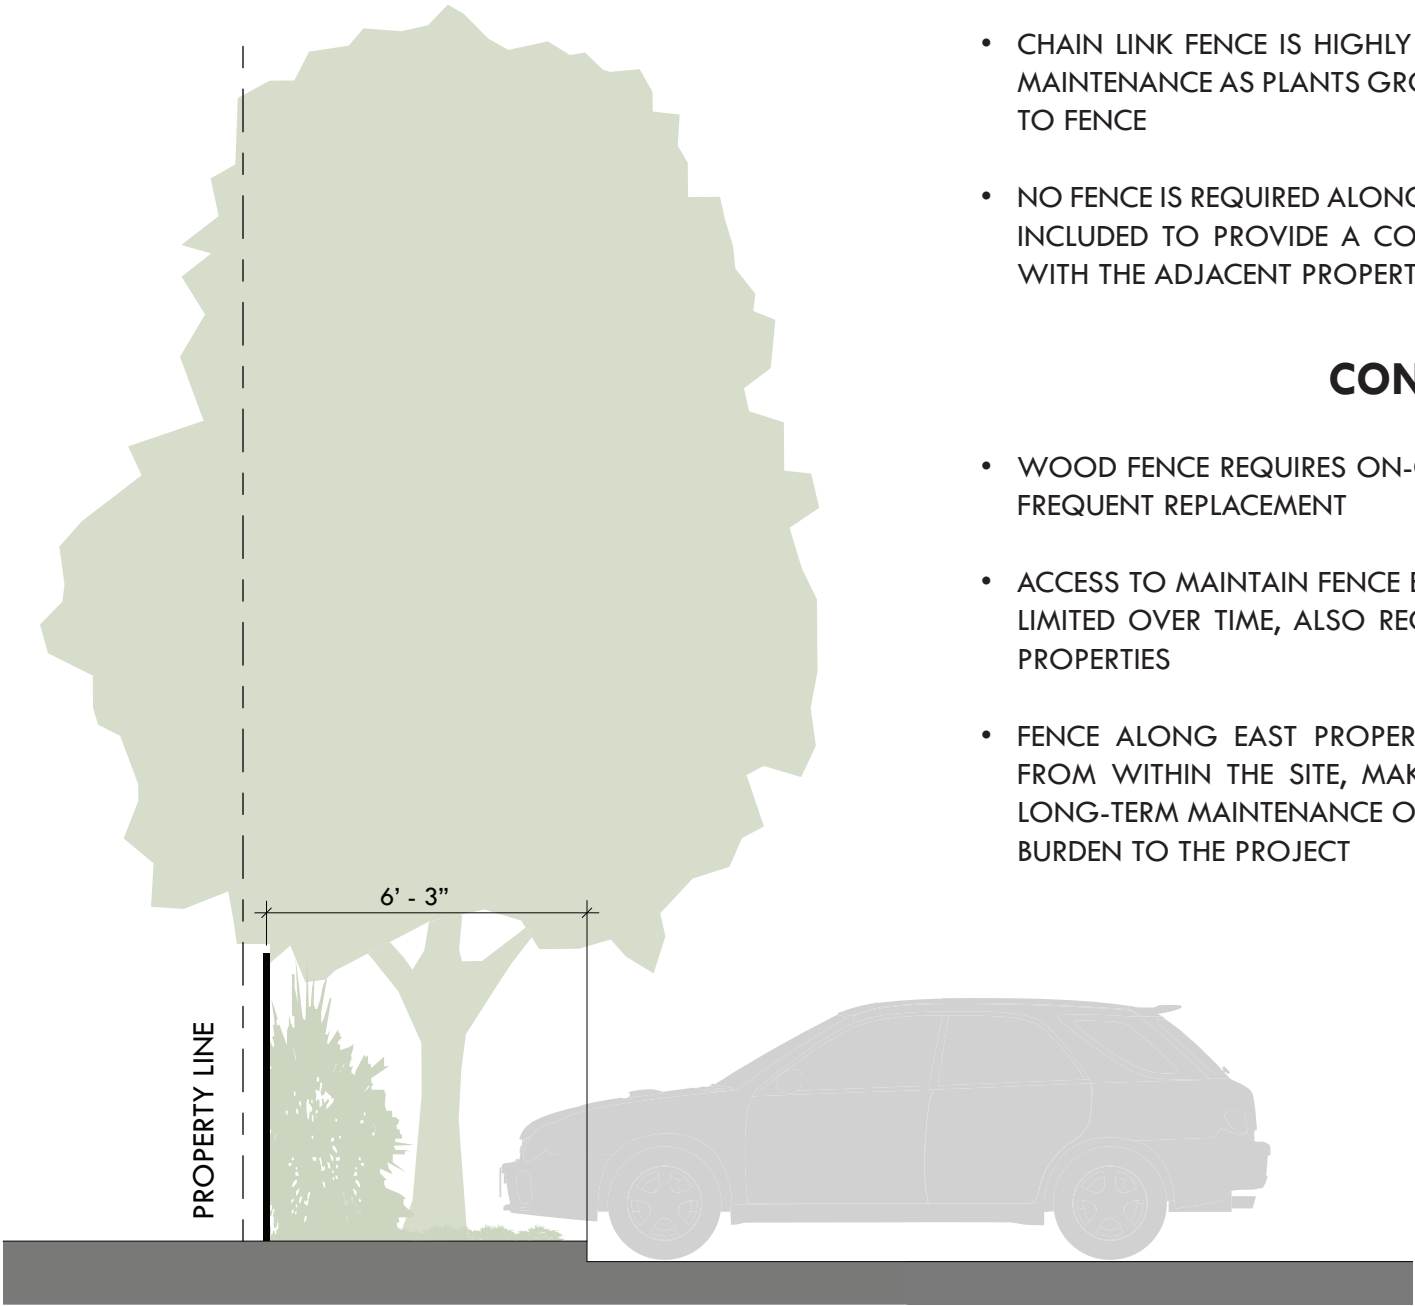 • CHAIN LINK FENCE IS HIGHLY
MAINTENANCE AS PLANTS GRO
TO FENCE
• NO FENCE IS REQUIRED ALONG
INCLUDED TO PROVIDE A CO
WITH THE ADJACENT PROPERT
CON
• WOOD FENCE REQUIRES ON-
FREQUENT REPLACEMENT
• ACCESS TO MAINTAIN FENCE
LIMITED OVER TIME, ALSO REQ
PROPERTIES
• FENCE ALONG EAST PROPER
FROM WITHIN THE SITE, MAK
LONG-TERM MAINTENANCE O
BURDEN TO THE PROJECT
6’ - 3”
PROPERTY LINE